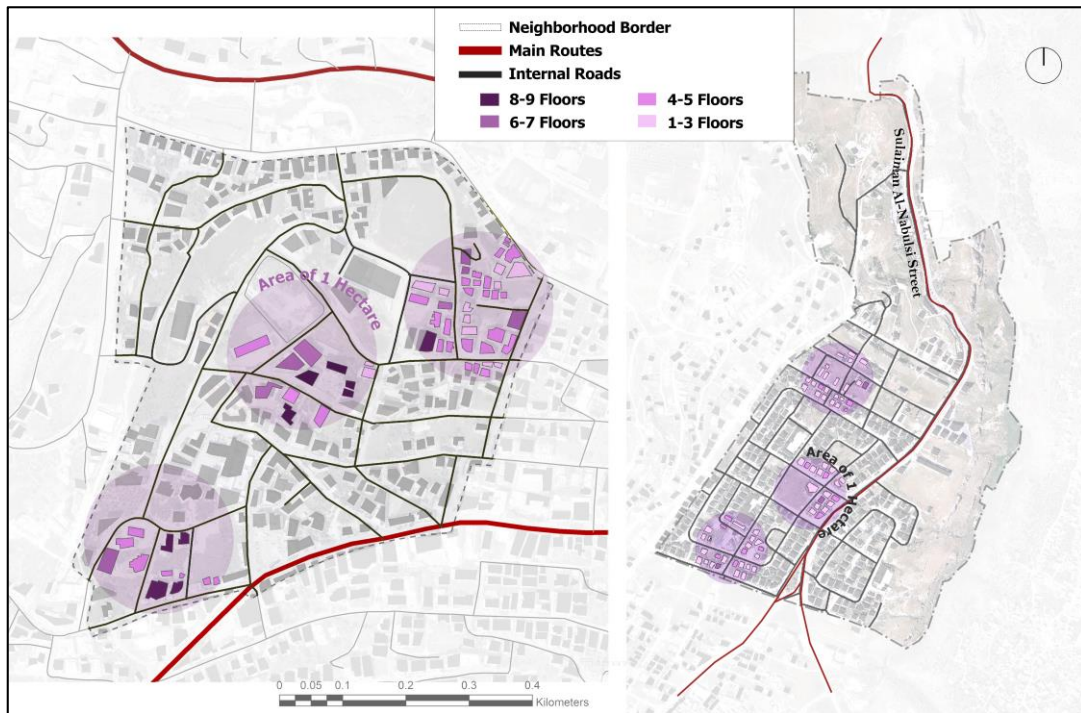 Neighborhood Border
Main Routes
Internal Roads
8-9 Floors
4-5 Floors
6-7 Floors
1-3 Floors
Area of 1 Hectare
Sulaiman Al-Nabulsi Street
Area of 1 Hectare
0 0.05 0.1 0.2 0.3 0.4
Kilometers